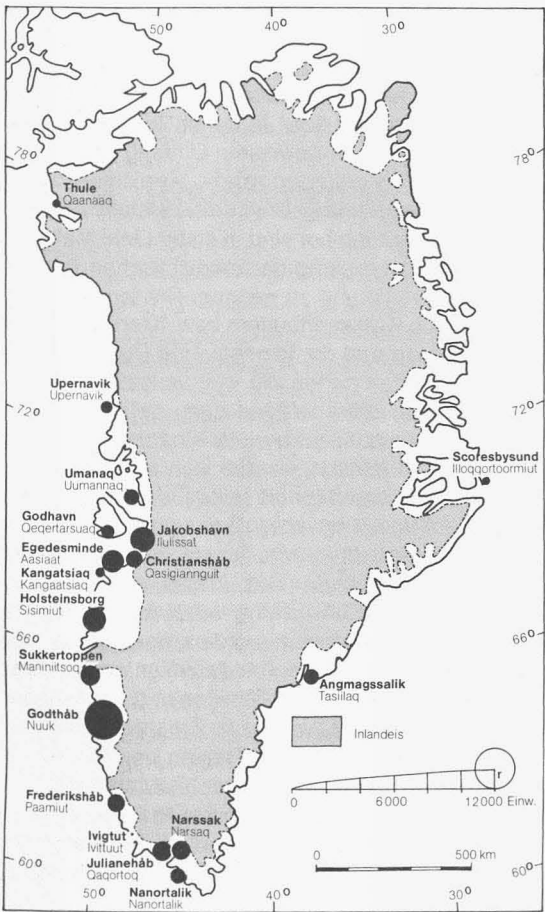 50°
40°
30°
78°
78°
Thule
Qaanaaq
Upernavik
Upernavik
72°
72°
Umanaq
Uumannaq
Scoresbysund
Illoqqortoormiut
Godhavn
Qeqertarsuaq
Jakobshavn
Ilulissat
Egedesminde
Aasiaat
Christianshåb
Qasigiannguit
Kangatsiaq
Kangaatsiaq
Holsteinsborg
Sisimiut
66°
66°
Sukkertoppen
Maniniitsoq
Angmagssalik
Tasiilaq
Godthåb
Nuuk
Inlandeis
r
Frederikshåb
Paamiut
0 6000 12000 Einw.
Ivigtut
Ivittuut
Narssak
Narsaq
Julianehåb
Qaqortoq
0 500 km
60°
60°
Nanortalik
Nanortalik
50°
40°
30°